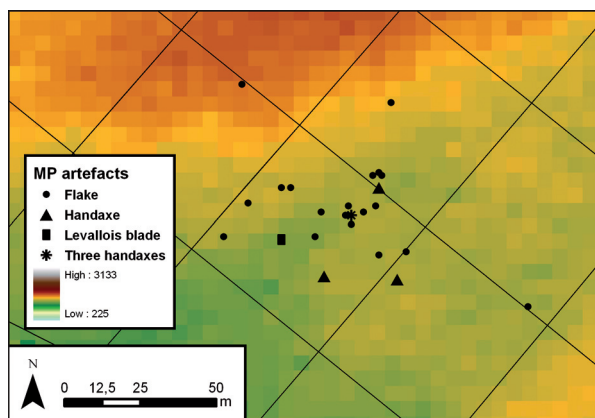 MP artefacts
Flake
Handaxe
Levallois blade
Three handaxes
High : 3133
Low : 225
N
0 12,5 25 50
m